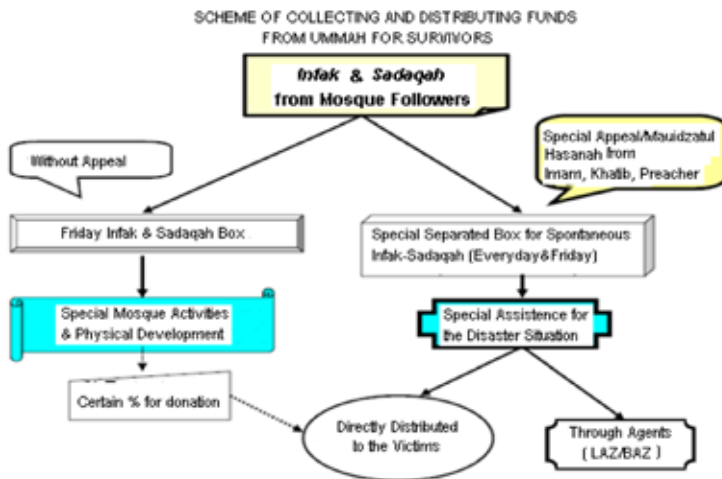 SCHEME OF COLLECTING AND DISTRIBUTING FUNDS
FROM UMMAH FOR SURVIVORS
Infak & Sadaqah
from Mosque Followers
Without Appeal
Special Appeal/Mauidzatul
Hasanah from
Imam, Khatib, Preacher
Friday Infak & Sadaqah Box
Special Separated Box for Spontaneous
Infak-Sadaqah (Everyday&Friday)
Special Mosque Activities
& Physical Development
Special Assistence for
the Disaster Situation
Certain % for donation
Directly Distributed
to the Victims
Through Agents
( LAZ/BAZ )